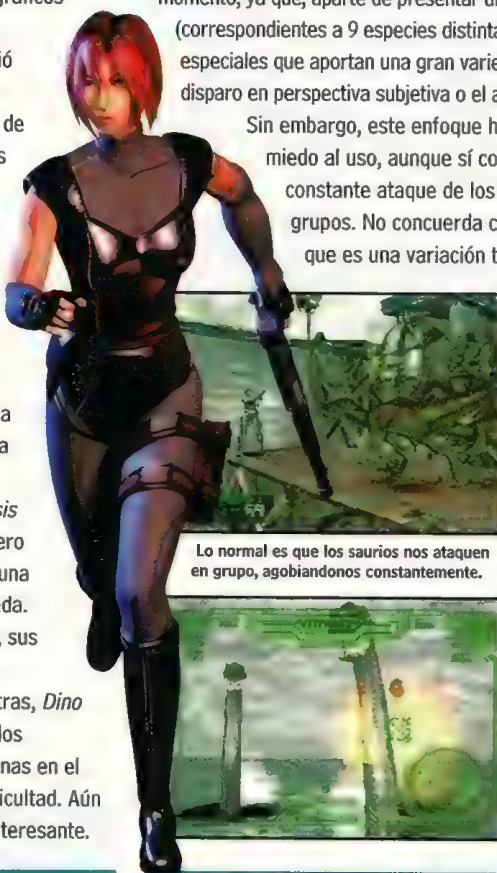 gráficos
ió
de
s
a
a
sis
ero
una
da.
, sus
tras, Dino
los
nas en el
icultad. Aún
teresante.
momento, ya que, aparte de presentar u
(correspondientes a 9 especies distinta
especiales que aportan una gran varie
disparo en perspectiva subjetiva o el a
Sin embargo, este enfoque h
miedo al uso, aunque sí co
constante ataque de los
grupos. No concuerda c
que es una variación t
Lo normal es que los saurios nos ataquen
en grupo, agobiandonos constantemente.